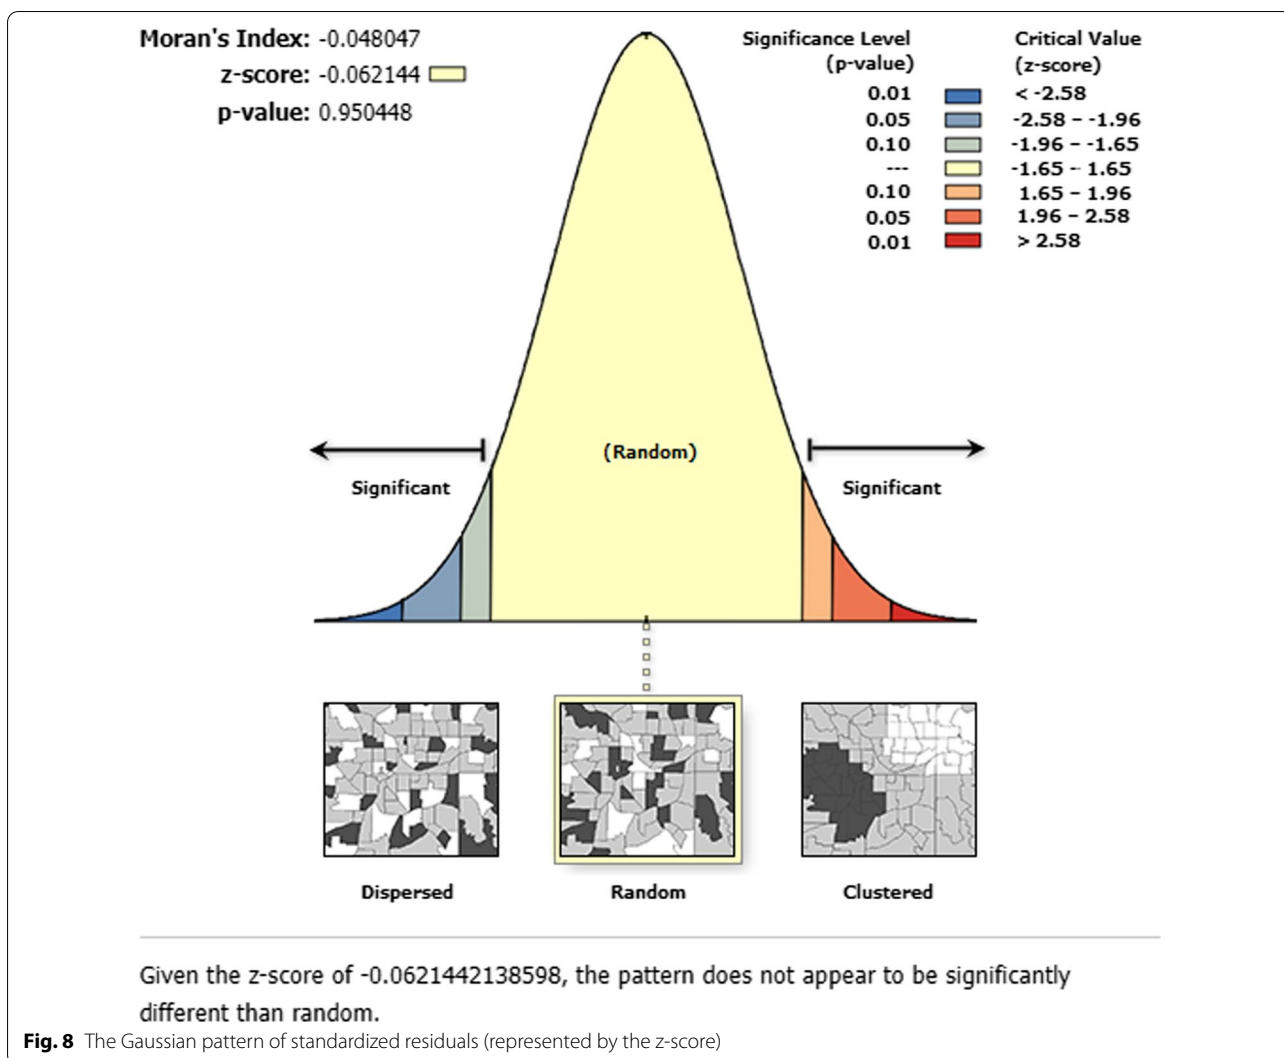 Moran's Index: -0.048047
z-score: -0.062144
p-value: 0.950448
Significance Level
(p-value)
Critical Value
(z-score)
0.01 < -2.58
0.05 -2.58 – -1.96
0.10 -1.96 – -1.65
--- -1.65 - 1.65
0.10 1.65 – 1.96
0.05 1.96 – 2.58
0.01 > 2.58
(Random)
Significant
Significant
Dispersed
Random
Clustered
Given the z-score of -0.0621442138598, the pattern does not appear to be significantly
different than random.
Fig. 8 The Gaussian pattern of standardized residuals (represented by the z-score)